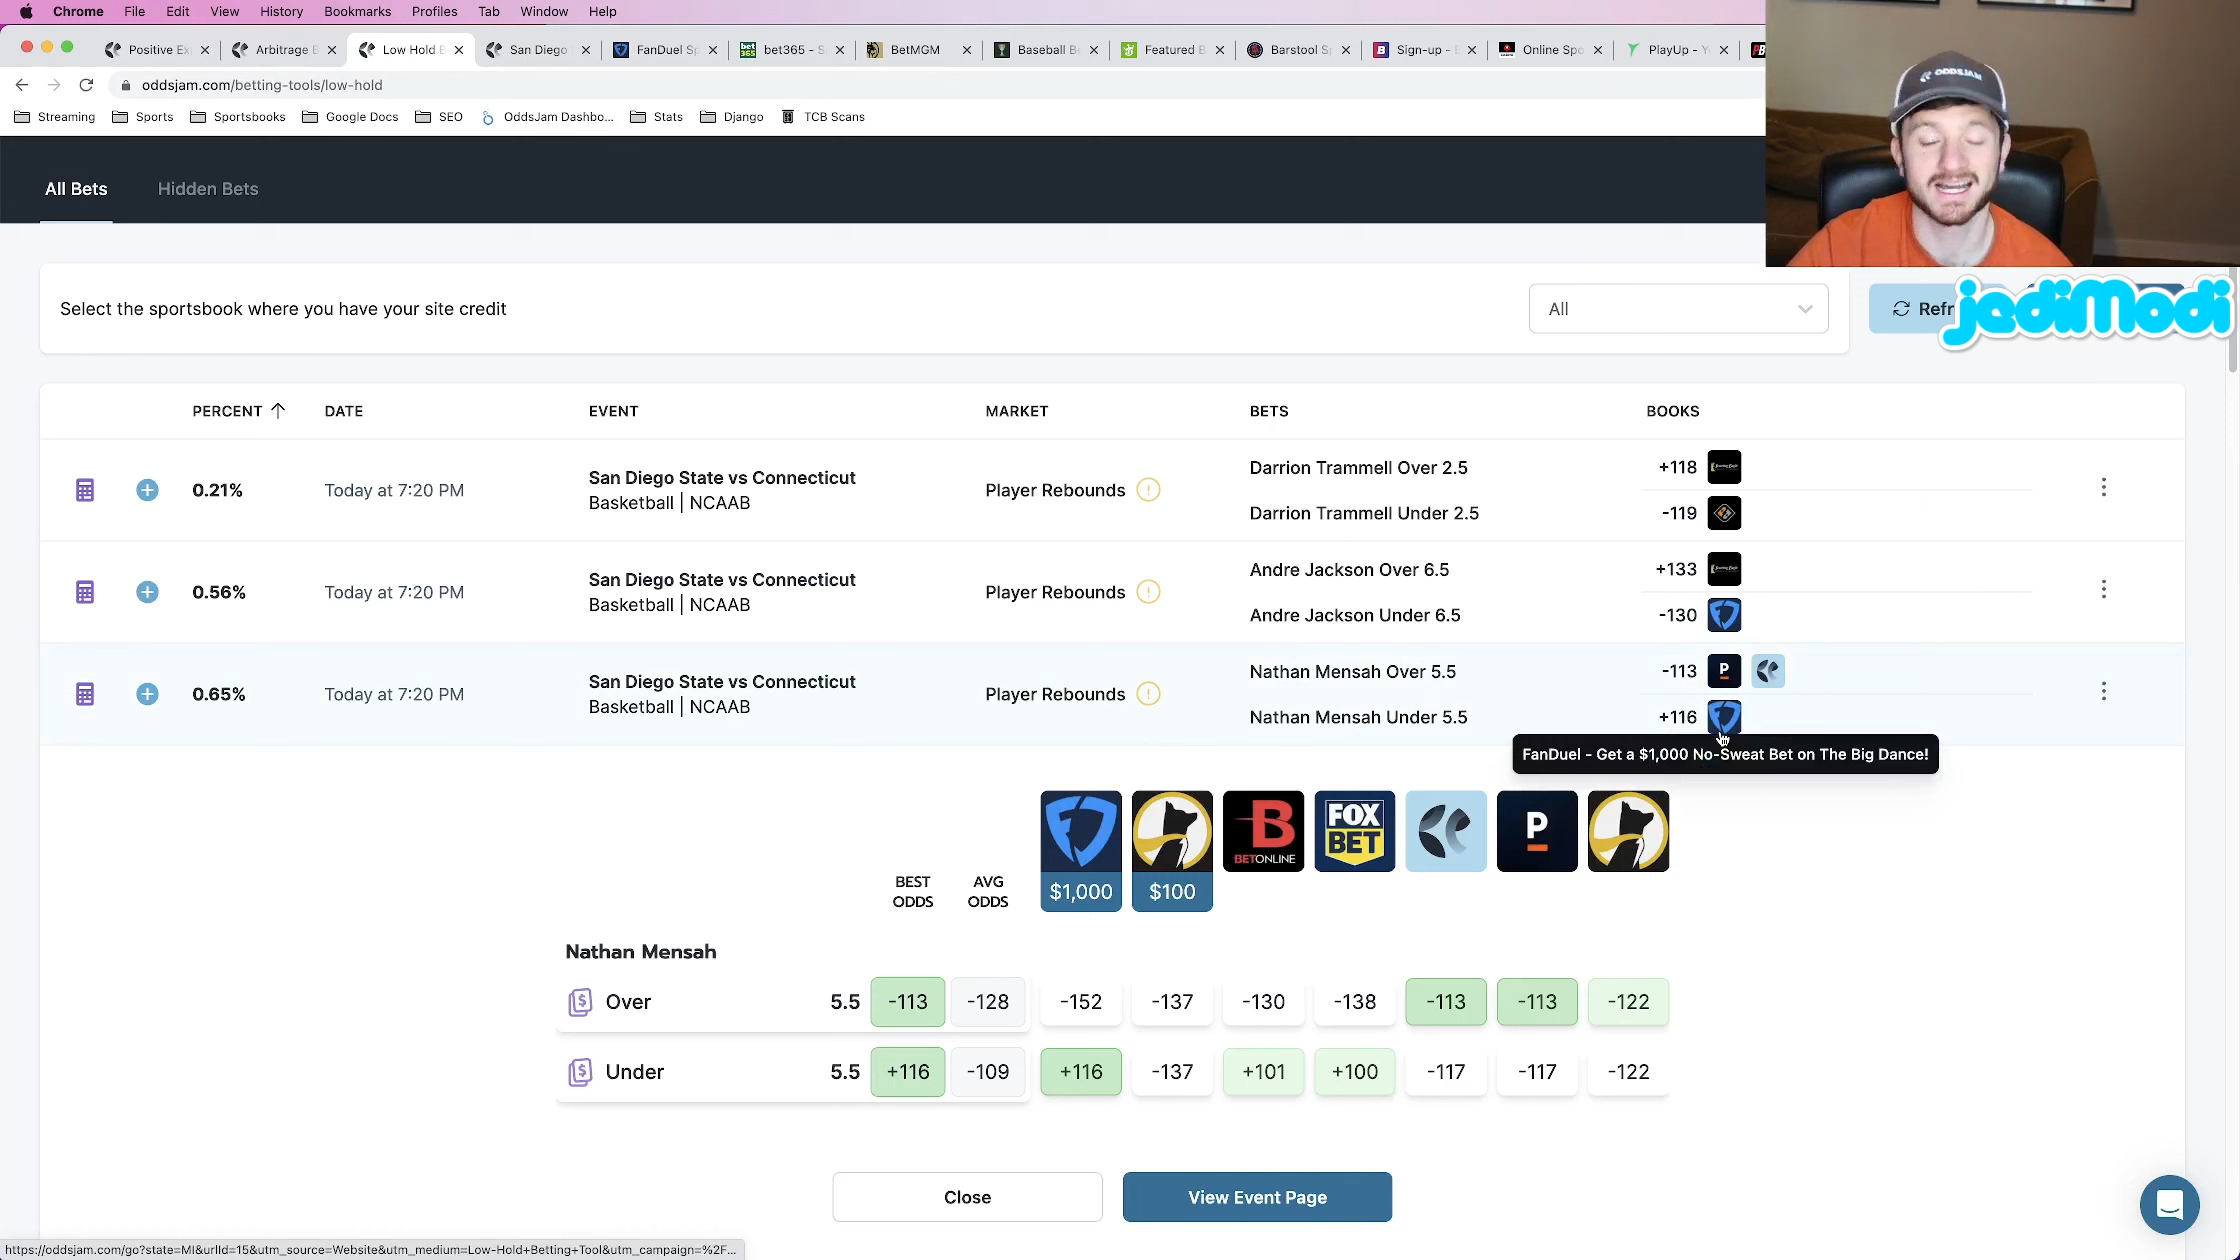 Chrome File Edit View History Bookmarks Profiles Tab Window Help
Positive Ex Arbitrage B Low Hold B San Diego FanDuel Sp bet365 - S BetMGM Baseball Be Featured B Barstool Sp Sign-up - Online Spo PlayUp - Yo
oddsjam.com/betting-tools/low-hold
Streaming Sports Sportsbooks Google Docs SEO OddsJam Dashbo... Stats Django TCB Scans
ODDSJAM
All Bets Hidden Bets
Select the sportsbook where you have your site credit All Refr
jediModi
PERCENT DATE EVENT MARKET BETS BOOKS
0.21% Today at 7:20 PM San Diego State vs Connecticut Player Rebounds Darrion Trammell Over 2.5 +118
Basketball | NCAAB Darrion Trammell Under 2.5 -119
0.56% Today at 7:20 PM San Diego State vs Connecticut Player Rebounds Andre Jackson Over 6.5 +133
Basketball | NCAAB Andre Jackson Under 6.5 -130
0.65% Today at 7:20 PM San Diego State vs Connecticut Player Rebounds Nathan Mensah Over 5.5 -113 P
Basketball | NCAAB Nathan Mensah Under 5.5 +116
FanDuel - Get a $1,000 No-Sweat Bet on The Big Dance!
B BETONLINE FOX BET P
BEST ODDS AVG ODDS $1,000 $100
Nathan Mensah
Over 5.5 -113 -128 -152 -137 -130 -138 -113 -113 -122
Under 5.5 +116 -109 +116 -137 +101 +100 -117 -117 -122
Close View Event Page
https://oddsjam.com/go?state=MI&urlId=15&utm_source=Website&utm_medium=Low-Hold+Betting+Tool&utm_campaign=%2F...